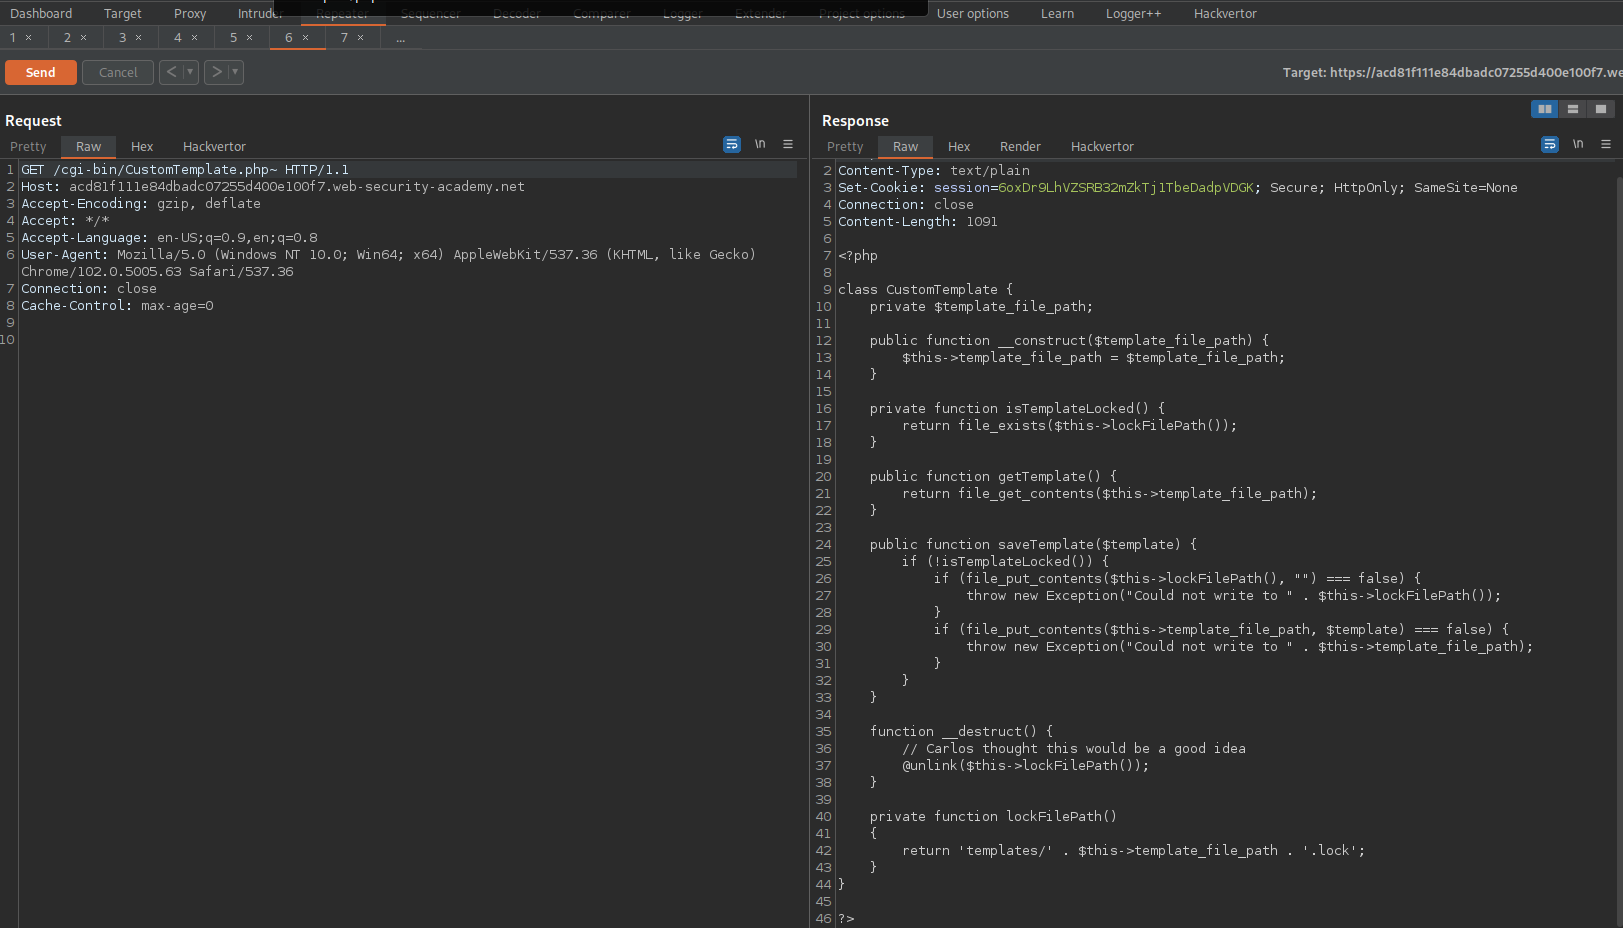 Dashboard Target Proxy Intruder Repeater Sequencer Decoder Comparer Logger Extender Project options User options Learn Logger++ Hackvertor
1 × 2 × 3 × 4 × 5 × 6 × 7 × ...
Send Cancel < > Target: https://acd81f111e84dbadc07255d400e100f7.we
Request
Pretty Raw Hex Hackvertor \n
1 GET /cgi-bin/CustomTemplate.php~ HTTP/1.1
2 Host: acd81f111e84dbadc07255d400e100f7.web-security-academy.net
3 Accept-Encoding: gzip, deflate
4 Accept: */*
5 Accept-Language: en-US;q=0.9,en;q=0.8
6 User-Agent: Mozilla/5.0 (Windows NT 10.0; Win64; x64) AppleWebKit/537.36 (KHTML, like Gecko)
Chrome/102.0.5005.63 Safari/537.36
7 Connection: close
8 Cache-Control: max-age=0
9
10
Response
Pretty Raw Hex Render Hackvertor \n
2 Content-Type: text/plain
3 Set-Cookie: session=6oxDr9LhVZSRB32mZkTj1TbeDadpVDGK; Secure; HttpOnly; SameSite=None
4 Connection: close
5 Content-Length: 1091
6
7 <?php
8
9 class CustomTemplate {
10 private $template_file_path;
11
12 public function __construct($template_file_path) {
13 $this->template_file_path = $template_file_path;
14 }
15
16 private function isTemplateLocked() {
17 return file_exists($this->lockFilePath());
18 }
19
20 public function getTemplate() {
21 return file_get_contents($this->template_file_path);
22 }
23
24 public function saveTemplate($template) {
25 if (!isTemplateLocked()) {
26 if (file_put_contents($this->lockFilePath(), "") === false) {
27 throw new Exception("Could not write to " . $this->lockFilePath());
28 }
29 if (file_put_contents($this->template_file_path, $template) === false) {
30 throw new Exception("Could not write to " . $this->template_file_path);
31 }
32 }
33 }
34
35 function __destruct() {
36 // Carlos thought this would be a good idea
37 @unlink($this->lockFilePath());
38 }
39
40 private function lockFilePath()
41 {
42 return 'templates/' . $this->template_file_path . '.lock';
43 }
44 }
45
46 ?>